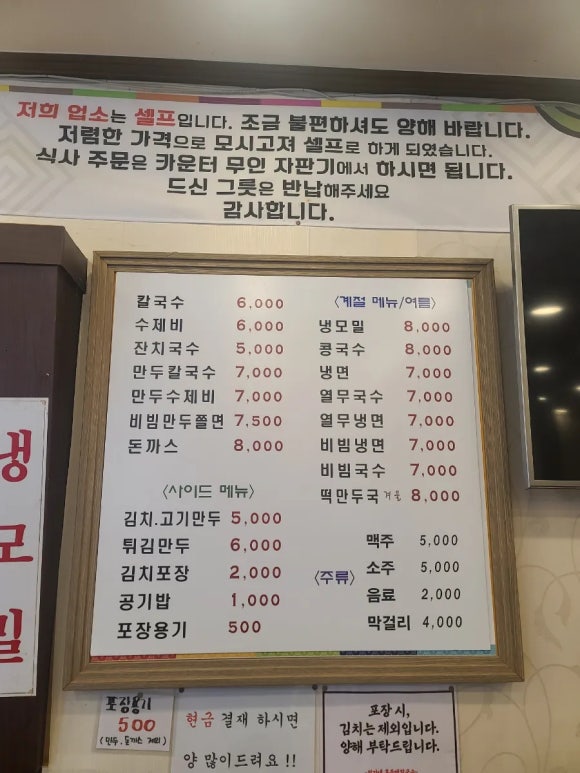 저희 업소는 셀프입니다. 조금 불편하셔도 양해 바랍니다.
저렴한 가격으로 모시고져 셀프로 하게 되였습니다.
식사 주문은 카운터 무인 자판기에서 하시면 됩니다.
드신 그릇은 반납해주세요
감사합니다.
칼국수 6,000
수제비 6,000
잔치국수 5,000
만두칼국수 7,000
만두수제비 7,000
비빔만두쫄면 7,500
돈까스 8,000
〈사이드 메뉴〉
김치.고기만두 5,000
튀김만두 6,000
김치포장 2,000
공기밥 1,000
포장용기 500
〈계절 메뉴/여름〉
냉모밀 8,000
콩국수 8,000
냉면 7,000
열무국수 7,000
열무냉면 7,000
비빔냉면 7,000
비빔국수 7,000
떡만두국 겨울 8,000
〈주류〉
맥주 5,000
소주 5,000
음료 2,000
막걸리 4,000
냉
모
밀
포장용기
500
(만두, 돈까스 제외)
현금 결재 하시면
양 많이드려요 !!
포장 시,
김치는 제외입니다.
양해 부탁드립니다.